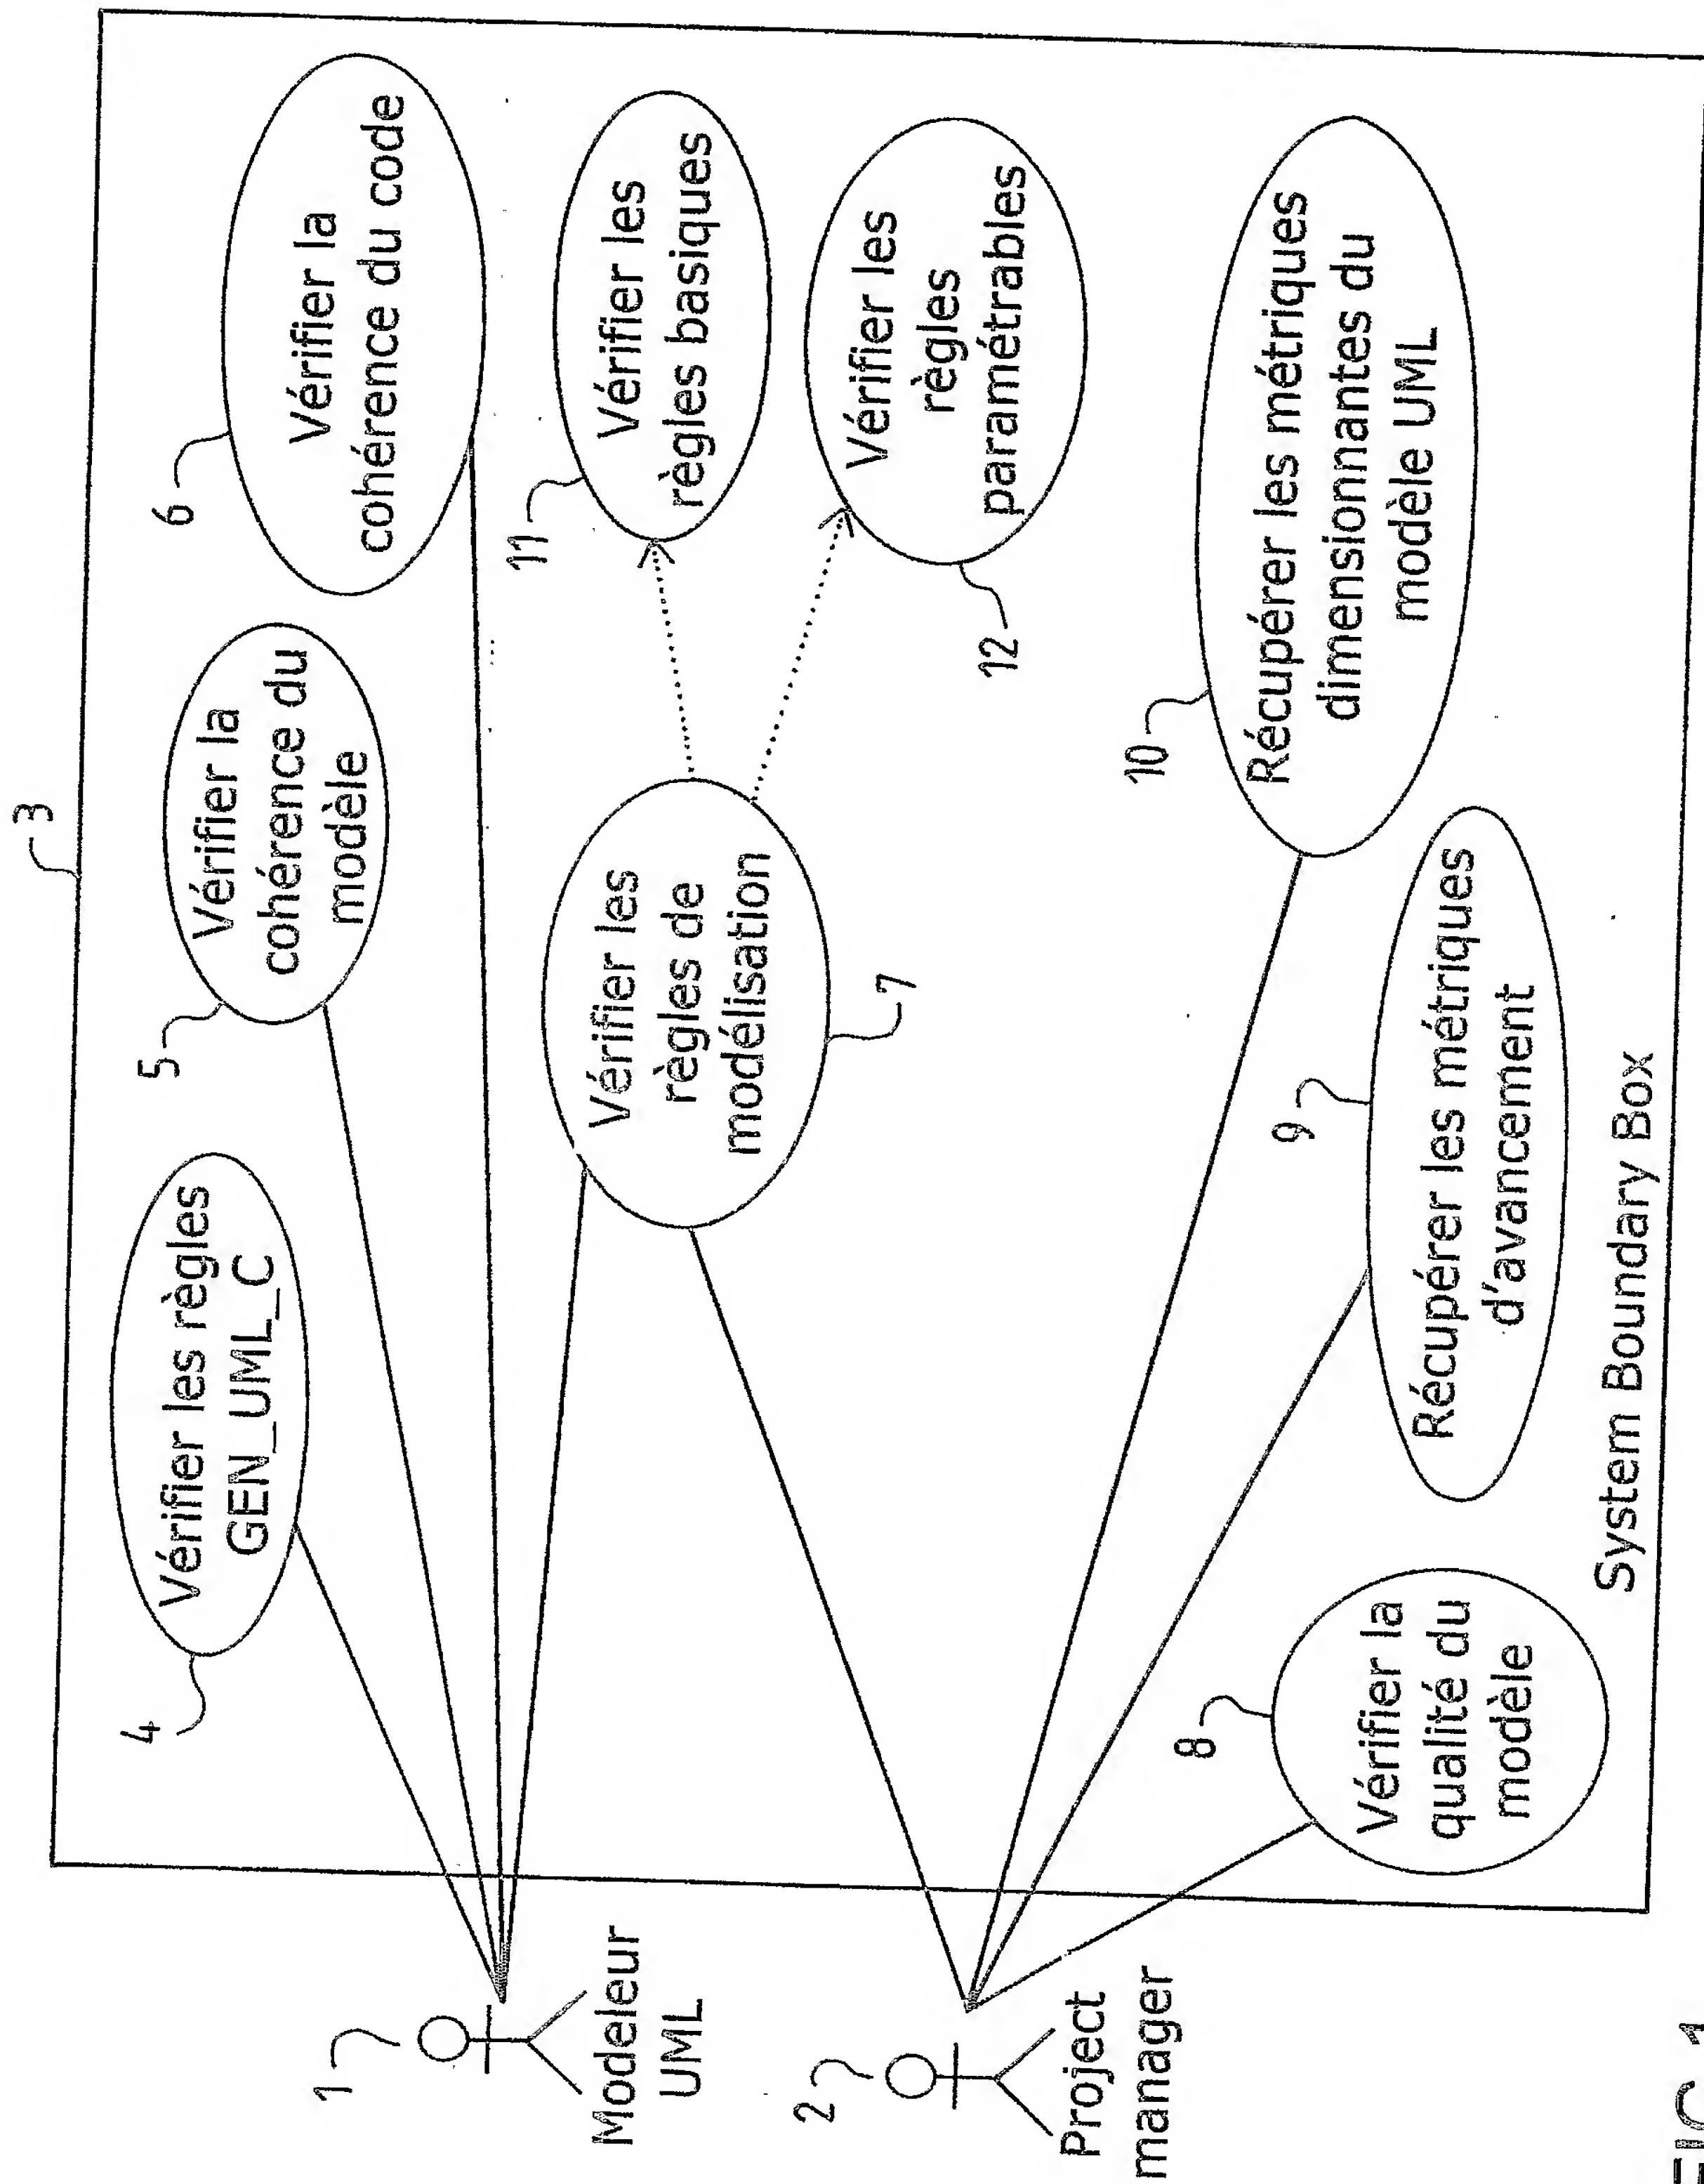 3
4
Vérifier les règles
GEN_UML_C
5
Vérifier la
cohérence du
modèle
6
Vérifier la
cohérence du code
1
Modeleur
UML
7
Vérifier les
règles de
modélisation
11
Vérifier les
règles basiques
12
Vérifier les
règles
paramétrables
2
Project
manager
8
Vérifier la
qualité du
modèle
9
Récupérer les métriques
d'avancement
10
Récupérer les métriques
dimensionnantes du
modèle UML
System Boundary Box
FIG.1